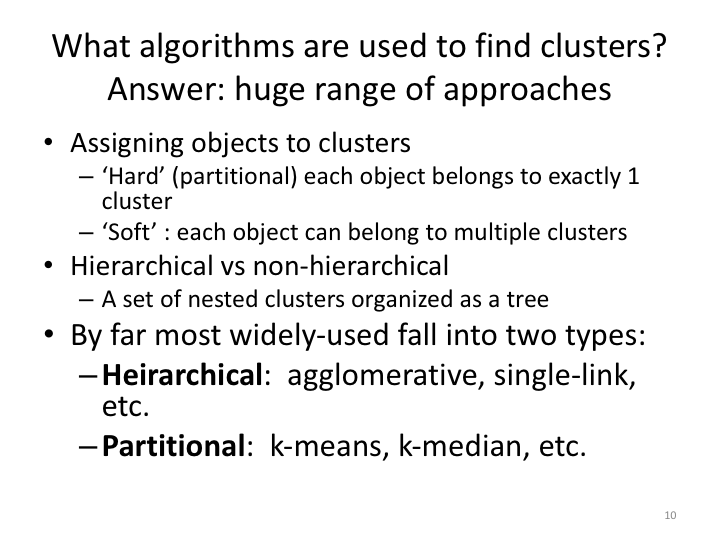 What algorithms are used to find clusters?
Answer: huge range of approaches
• Assigning objects to clusters
– ‘Hard’ (partitional) each object belongs to exactly 1
cluster
– ‘Soft’ : each object can belong to multiple clusters
• Hierarchical vs non-hierarchical
– A set of nested clusters organized as a tree
• By far most widely-used fall into two types:
– Heirarchical:  agglomerative, single-link,
etc.
– Partitional:  k-means, k-median, etc.
10